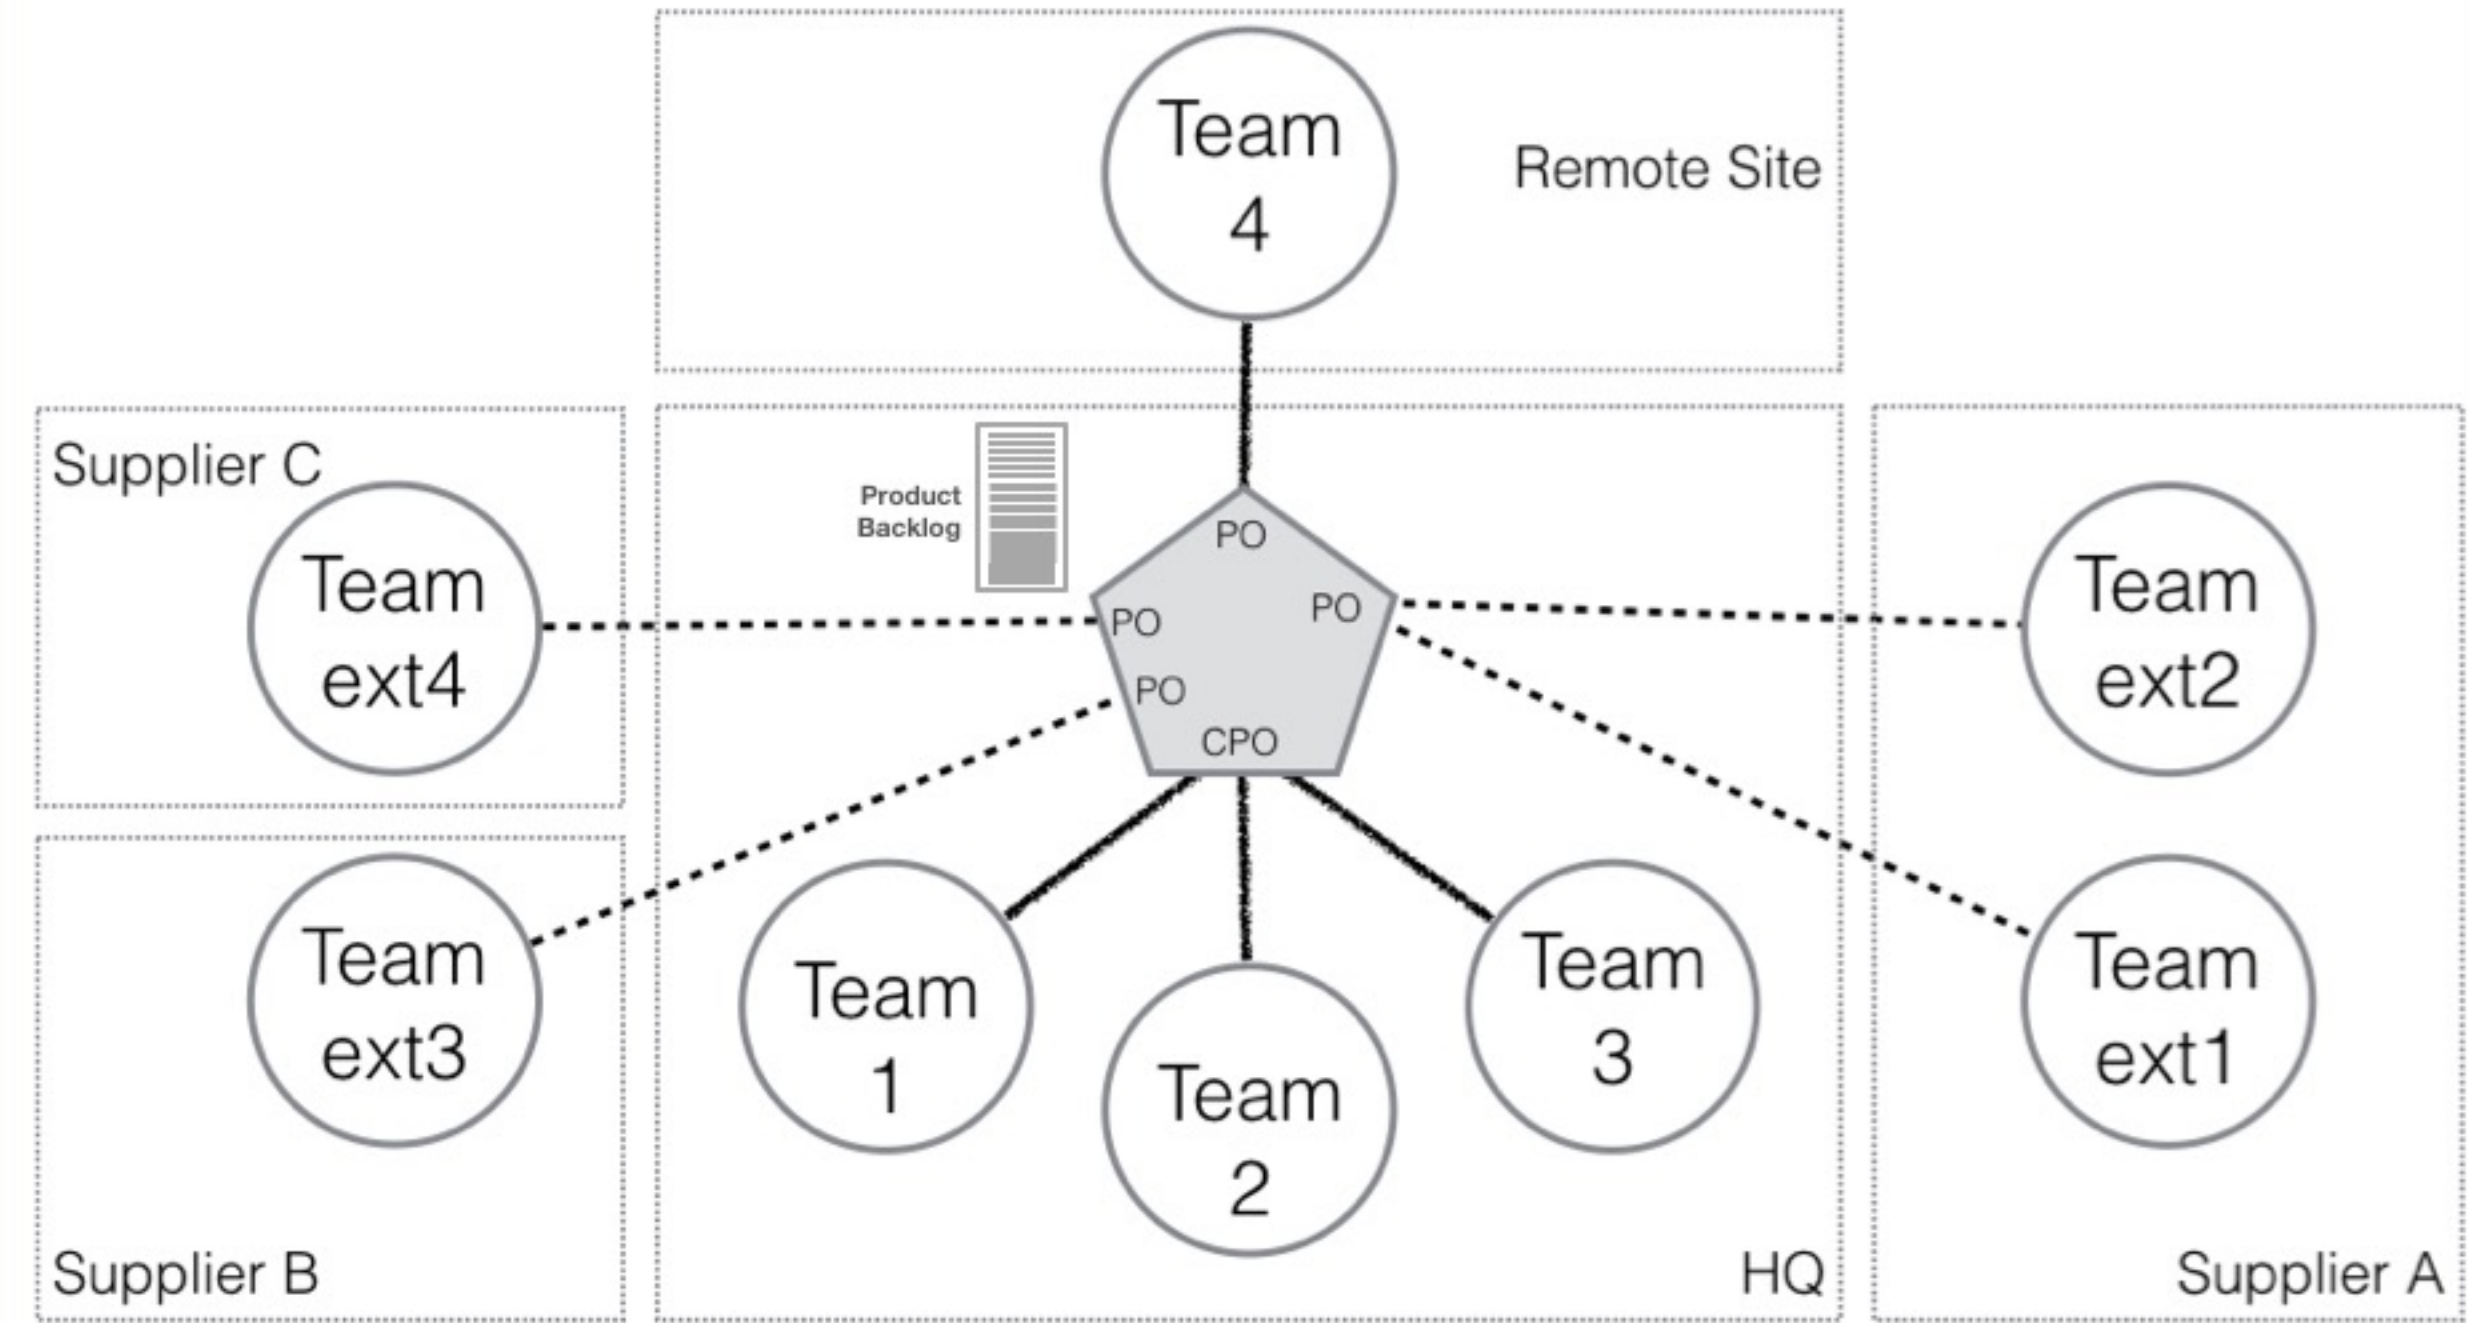 Team
4
Remote Site
Supplier C
Team
ext4
Product
Backlog
PO
PO
PO
PO
CPO
Team
ext2
Team
ext3
Supplier B
Team
1
Team
2
Team
3
HQ
Team
ext1
Supplier A